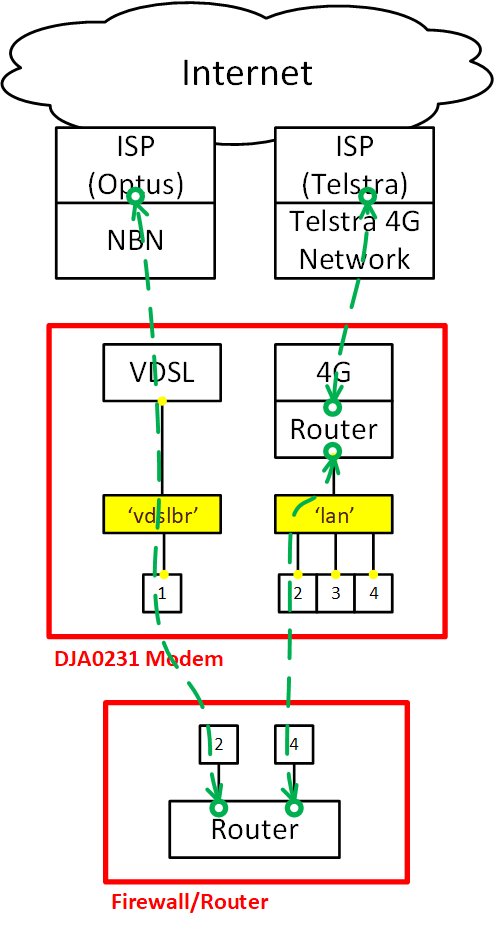 Internet
ISP
(Optus)
NBN
ISP
(Telstra)
Telstra 4G
Network
VDSL
4G
Router
‘vdslbr’
‘lan’
1
2 3 4
DJA0231 Modem
2 4
Router
Firewall/Router